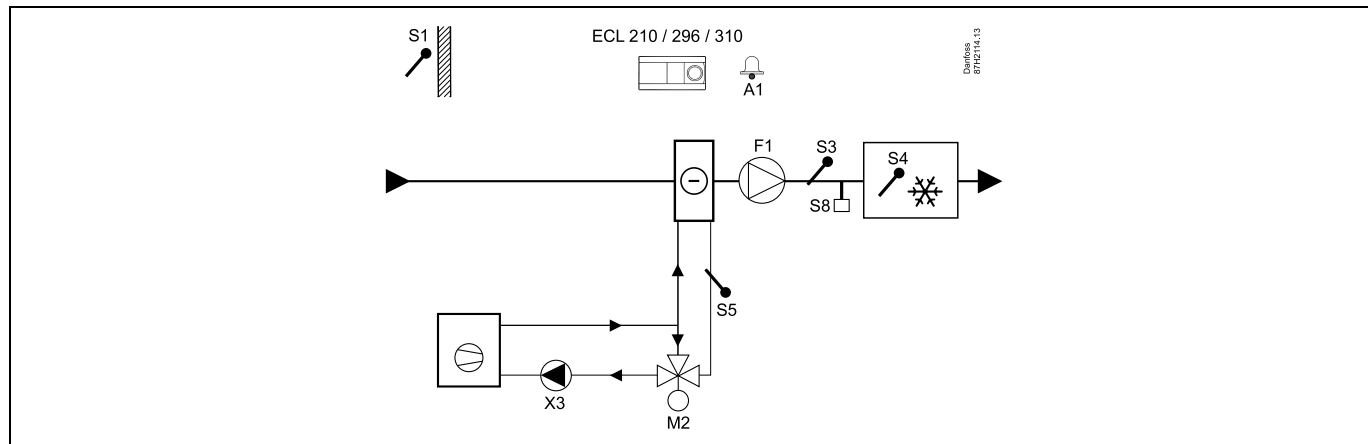 S1
ECL 210 / 296 / 310
A1
Danfoss
87H2114.13
F1
S3
S4
S8
S5
X3
M2